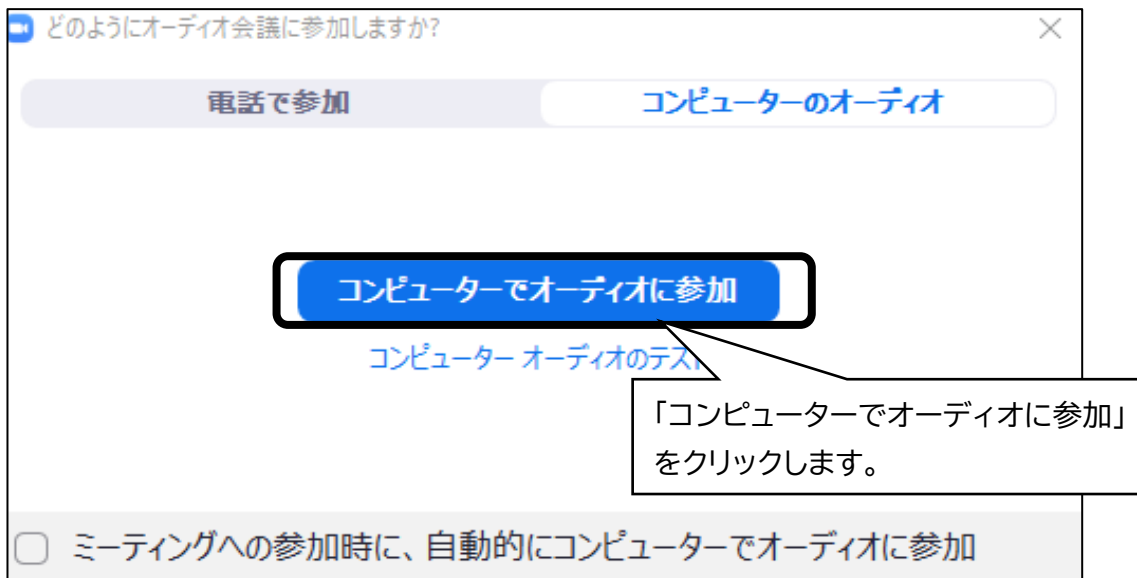 どのようにオーディオ会議に参加しますか?
電話で参加
コンピューターのオーディオ
コンピューターでオーディオに参加
コンピューター オーディオのテスト
「コンピューターでオーディオに参加」
をクリックします。
ミーティングへの参加時に、自動的にコンピューターでオーディオに参加